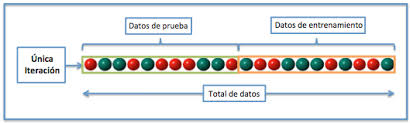 Datos de prueba
Datos de entrenamiento
Única
Iteración
Total de datos